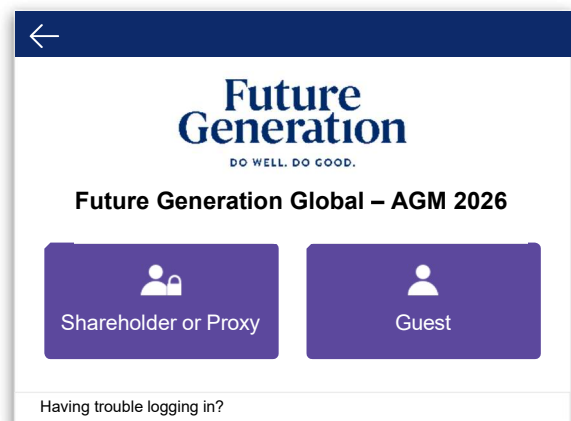 Future
Generation
DO WELL. DO GOOD.
Future Generation Global – AGM 2026
Shareholder or Proxy
Guest
Having trouble logging in?